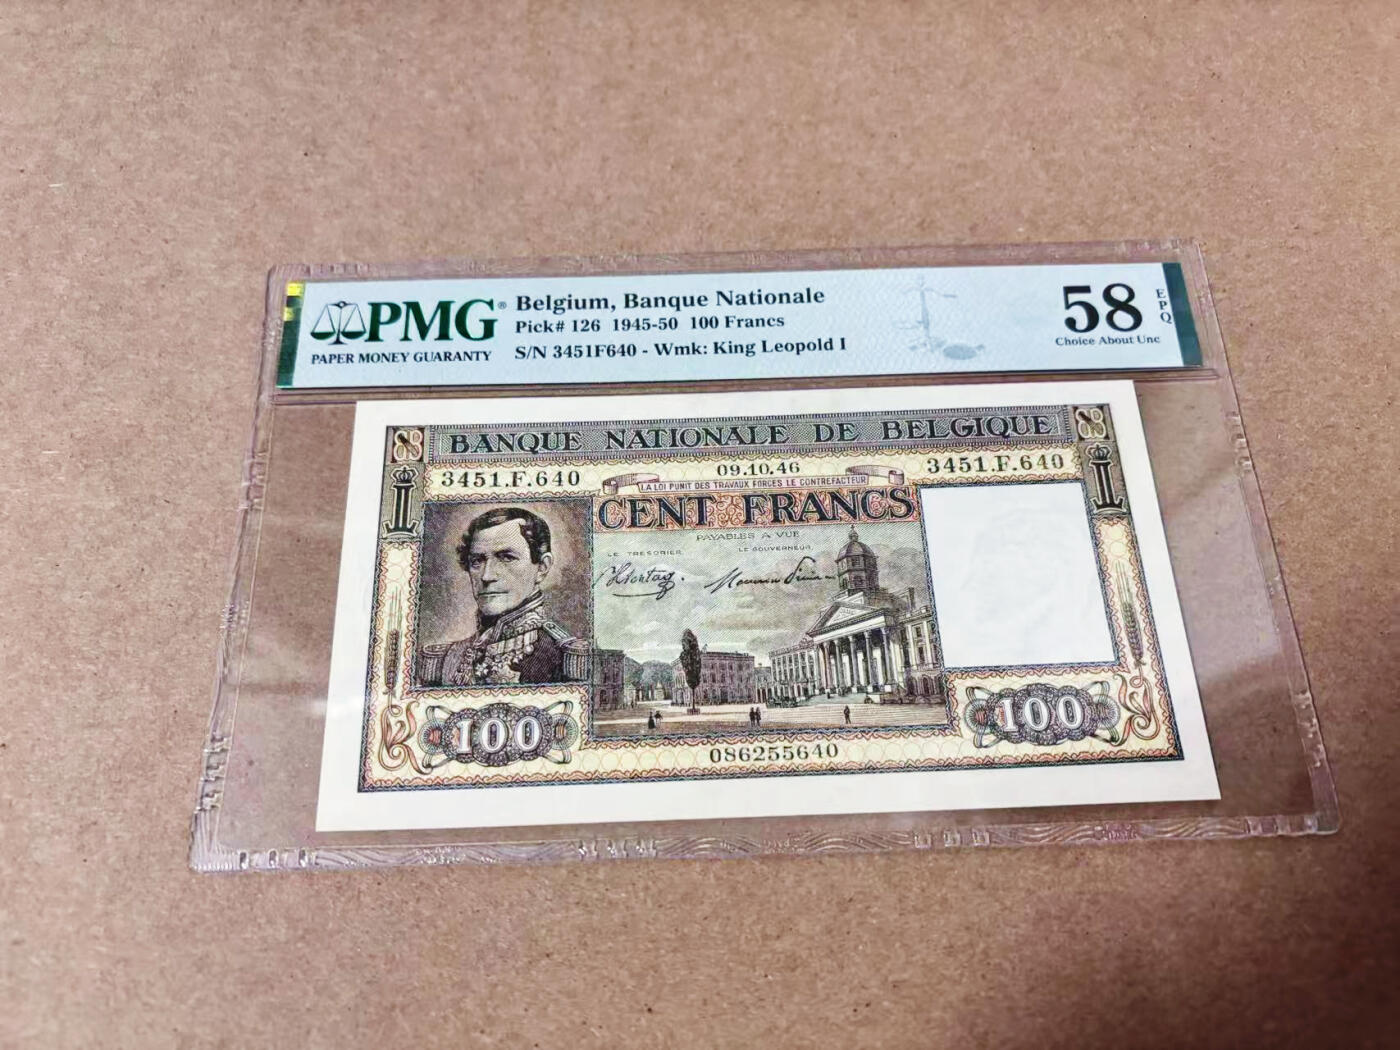 PMG®
PAPER MONEY GUARANTY
Belgium, Banque Nationale
Pick# 126 1945-50 100 Francs
S/N 3451F640 - Wmk: King Leopold I
58
EPQ
Choice About Unc
BANQUE NATIONALE DE BELGIQUE
3451.F.640
09.10.46
3451.F.640
LA LOI PUNIT DES TRAVAUX FORCES LE CONTREFACTEUR
CENT FRANCS
PAYABLES A VUE
LE TRESORIER
LE GOUVERNEUR
100
100
086255640